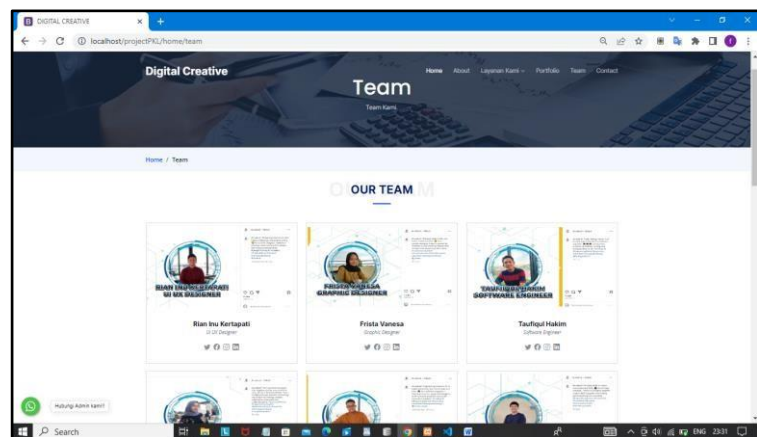 DIGITAL CREATIVE
localhost/projectPKL/home/team
Digital Creative
Home About Layanan Kami Portfolio Team Contact
Team
Team Kami
Home / Team
OUR TEAM
RIAN INU KERTAPATI
UI UX DESIGNER
Rian Inu Kertapati
UI UX Designer
FRISTA VANESA
GRAPHIC DESIGNER
Frista Vanesa
Graphic Designer
TAUFIQUL HAKIM
SOFTWARE ENGINEER
Taufiqul Hakim
Software Engineer
Hubungi Admin Kami!!
Search
ENG 23:31